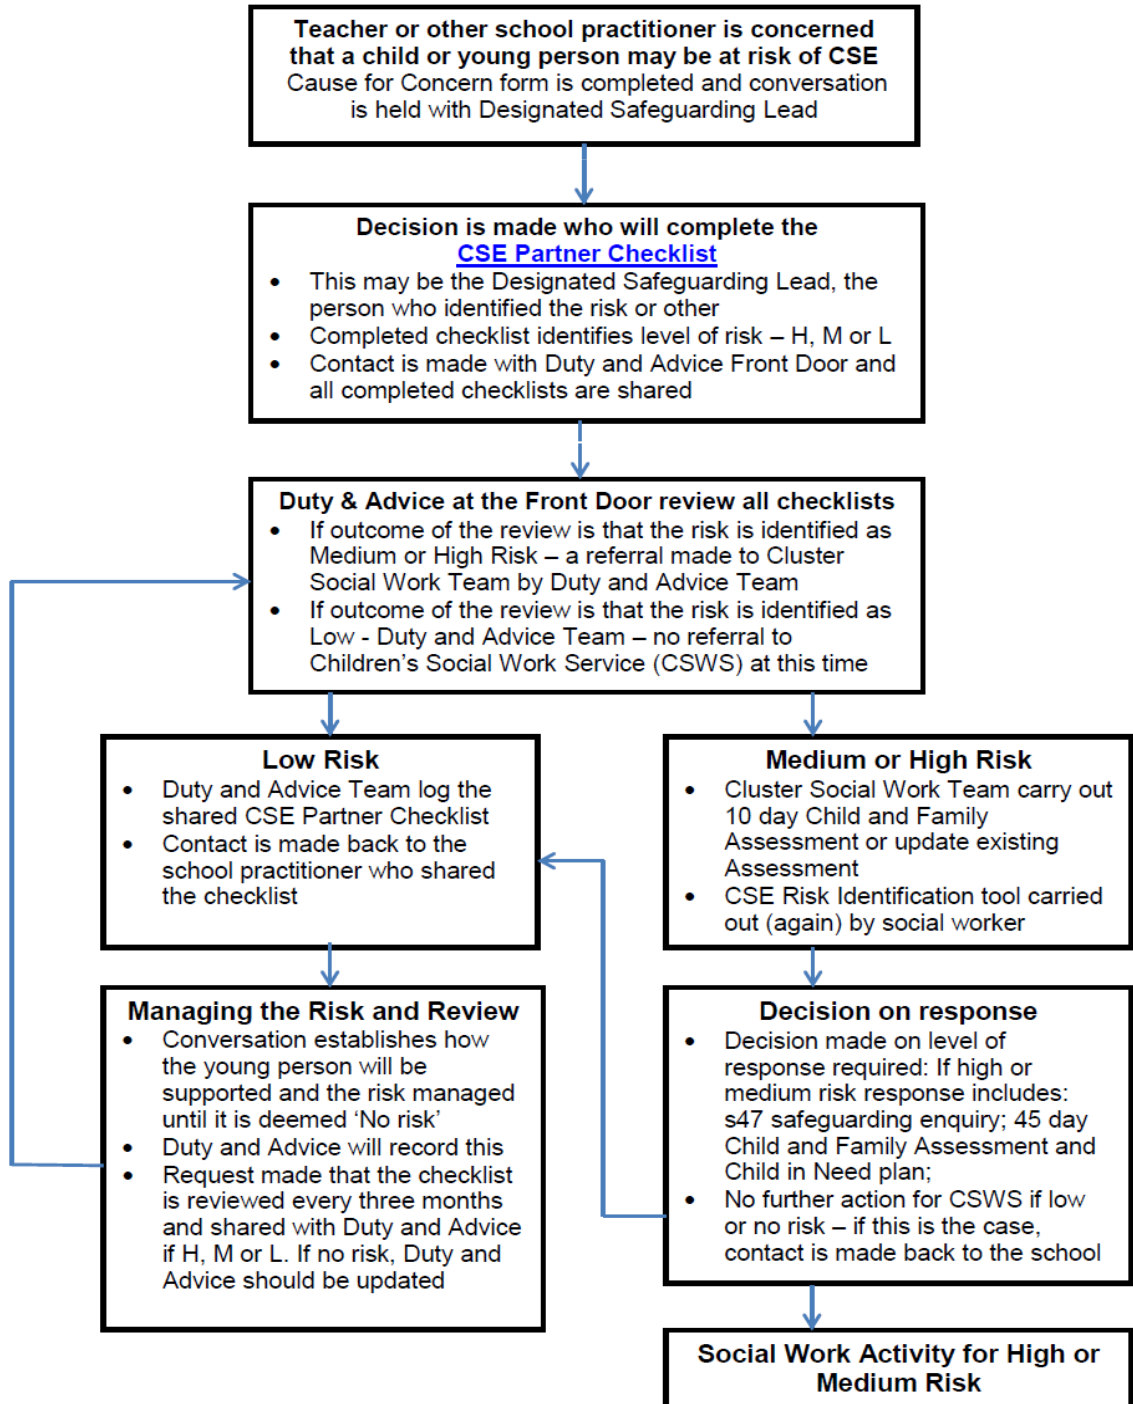 Teacher or other school practitioner is concerned
that a child or young person may be at risk of CSE
Cause for Concern form is completed and conversation
is held with Designated Safeguarding Lead
Decision is made who will complete the
CSE Partner Checklist
• This may be the Designated Safeguarding Lead, the
person who identified the risk or other
• Completed checklist identifies level of risk – H, M or L
• Contact is made with Duty and Advice Front Door and
all completed checklists are shared
Duty & Advice at the Front Door review all checklists
• If outcome of the review is that the risk is identified as
Medium or High Risk – a referral made to Cluster
Social Work Team by Duty and Advice Team
• If outcome of the review is that the risk is identified as
Low - Duty and Advice Team – no referral to
Children's Social Work Service (CSWS) at this time
Low Risk
• Duty and Advice Team log the
shared CSE Partner Checklist
• Contact is made back to the
school practitioner who shared
the checklist
Medium or High Risk
• Cluster Social Work Team carry out
10 day Child and Family
Assessment or update existing
Assessment
• CSE Risk Identification tool carried
out (again) by social worker
Managing the Risk and Review
• Conversation establishes how
the young person will be
supported and the risk managed
until it is deemed 'No risk'
• Duty and Advice will record this
• Request made that the checklist
is reviewed every three months
and shared with Duty and Advice
if H, M or L. If no risk, Duty and
Advice should be updated
Decision on response
• Decision made on level of
response required: If high or
medium risk response includes:
s47 safeguarding enquiry; 45 day
Child and Family Assessment and
Child in Need plan;
• No further action for CSWS if low
or no risk – if this is the case,
contact is made back to the school
Social Work Activity for High or
Medium Risk